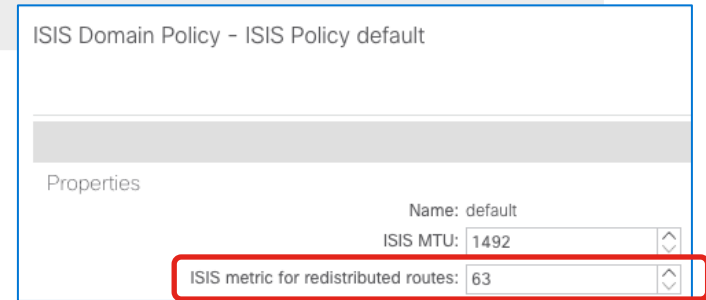 ISIS Domain Policy - ISIS Policy default
Properties
Name: default
ISIS MTU: 1492
ISIS metric for redistributed routes: 63